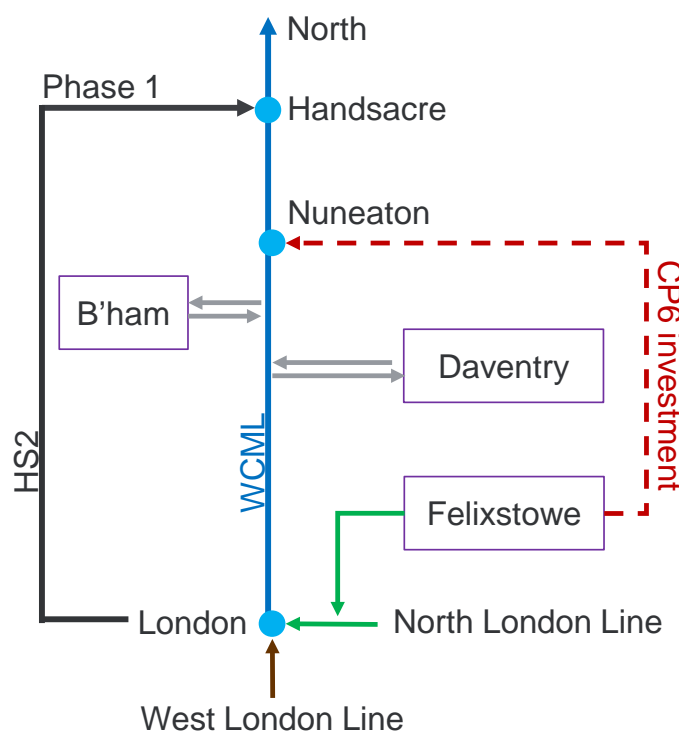 North
Phase 1
Handsacre
Nuneaton
B'ham
Daventry
CP6 investment
HS2
WCML
Felixstowe
London
North London Line
West London Line